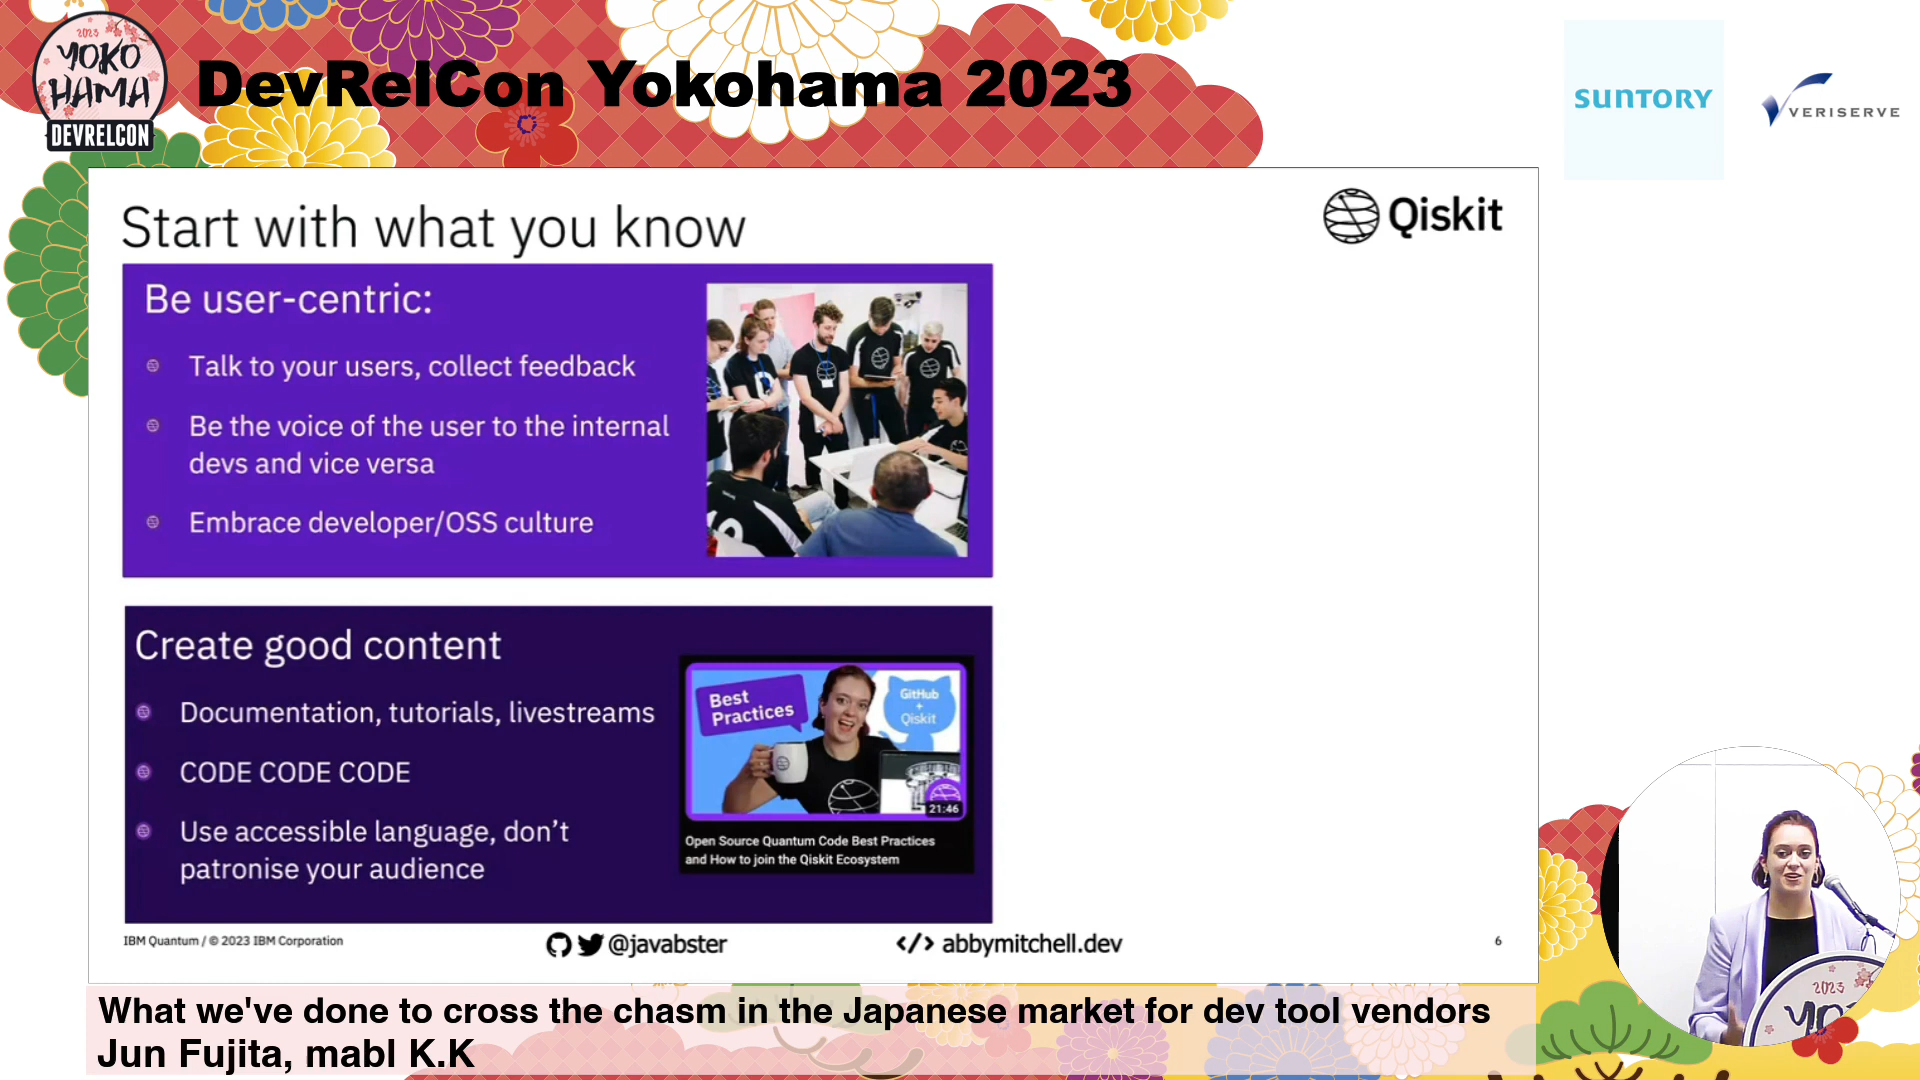 2023
YOKO
HAMA
DEVRELCON
DevRelCon Yokohama 2023
SUNTORY
VERISERVE
Start with what you know
Qiskit
Be user-centric:
Talk to your users, collect feedback
Be the voice of the user to the internal
devs and vice versa
Embrace developer/OSS culture
Create good content
Documentation, tutorials, livestreams
CODE CODE CODE
Use accessible language, don't
patronise your audience
Best
Practices
GitHub
+
Qiskit
21:46
Open Source Quantum Code Best Practices
and How to join the Qiskit Ecosystem
IBM Quantum / © 2023 IBM Corporation
@javabster
</> abbymitchell.dev
6
2023
What we've done to cross the chasm in the Japanese market for dev tool vendors
Jun Fujita, mabl K.K